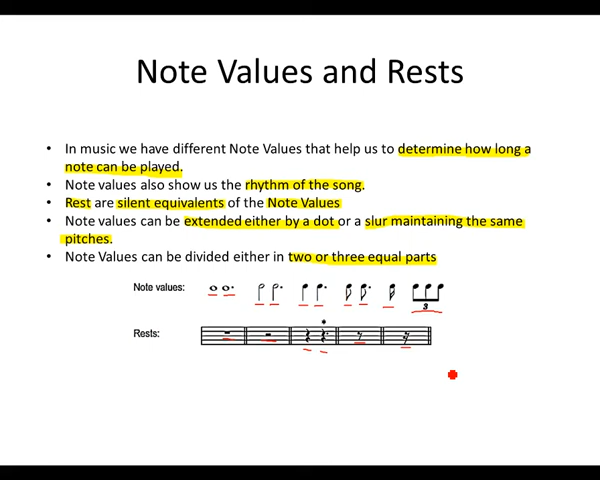 Note Values and Rests
• In music we have different Note Values that help us to determine how long a
note can be played.
• Note values also show us the rhythm of the song.
• Rest are silent equivalents of the Note Values
• Note values can be extended either by a dot or a slur maintaining the same
pitches.
• Note Values can be divided either in two or three equal parts
Note values:
3
Rests: